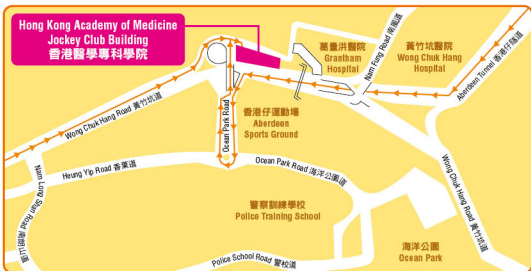 Hong Kong Academy of Medicine
Jockey Club Building
香港醫學專科學院
葛量洪醫院
Grantham
Hospital
Nam Fung Road 南風道
黃竹坑醫院
Wong Chuk Hang
Hospital
Aberdeen Tunnel 香港仔隧道
Wong Chuk Hang Road 黃竹坑道
Ocean Park Road
香港仔運動場
Aberdeen
Sports Ground
Heung Yip Road 香葉道
Ocean Park Road 海洋公園道
Nam Long Shan Road 南朗山道
Wong Chuk Hang Road 黃竹坑道
警察訓練學校
Police Training School
海洋公園
Ocean Park
Police School Road 警校道